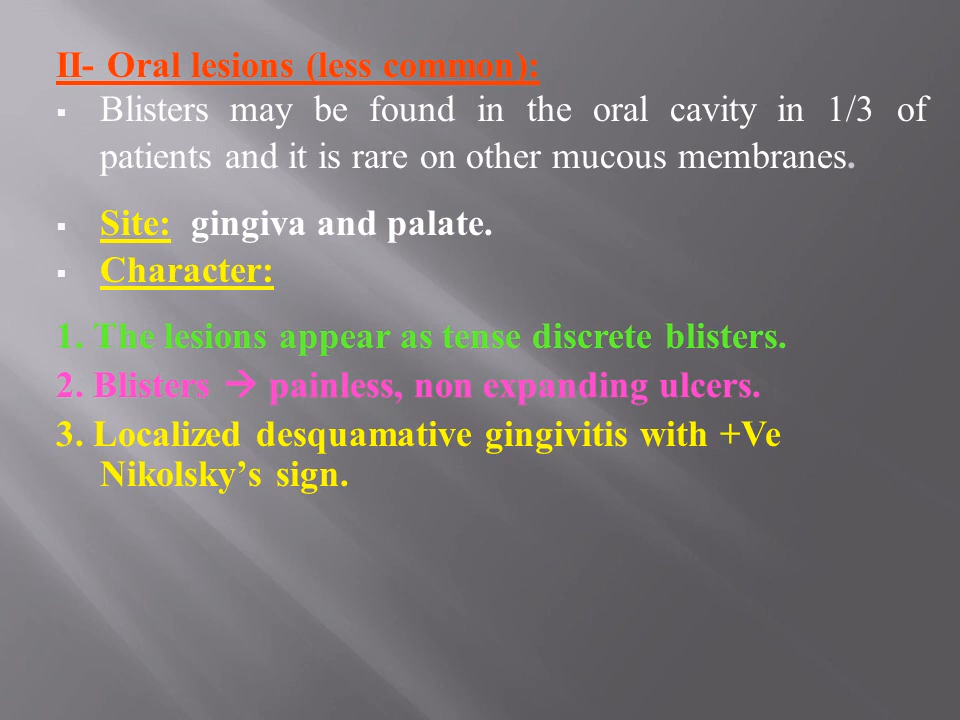 II- Oral lesions (less common):
▪ Blisters may be found in the oral cavity in 1/3 of
patients and it is rare on other mucous membranes.
▪ Site: gingiva and palate.
▪ Character:
1. The lesions appear as tense discrete blisters.
2. Blisters → painless, non expanding ulcers.
3. Localized desquamative gingivitis with +Ve
Nikolsky’s sign.